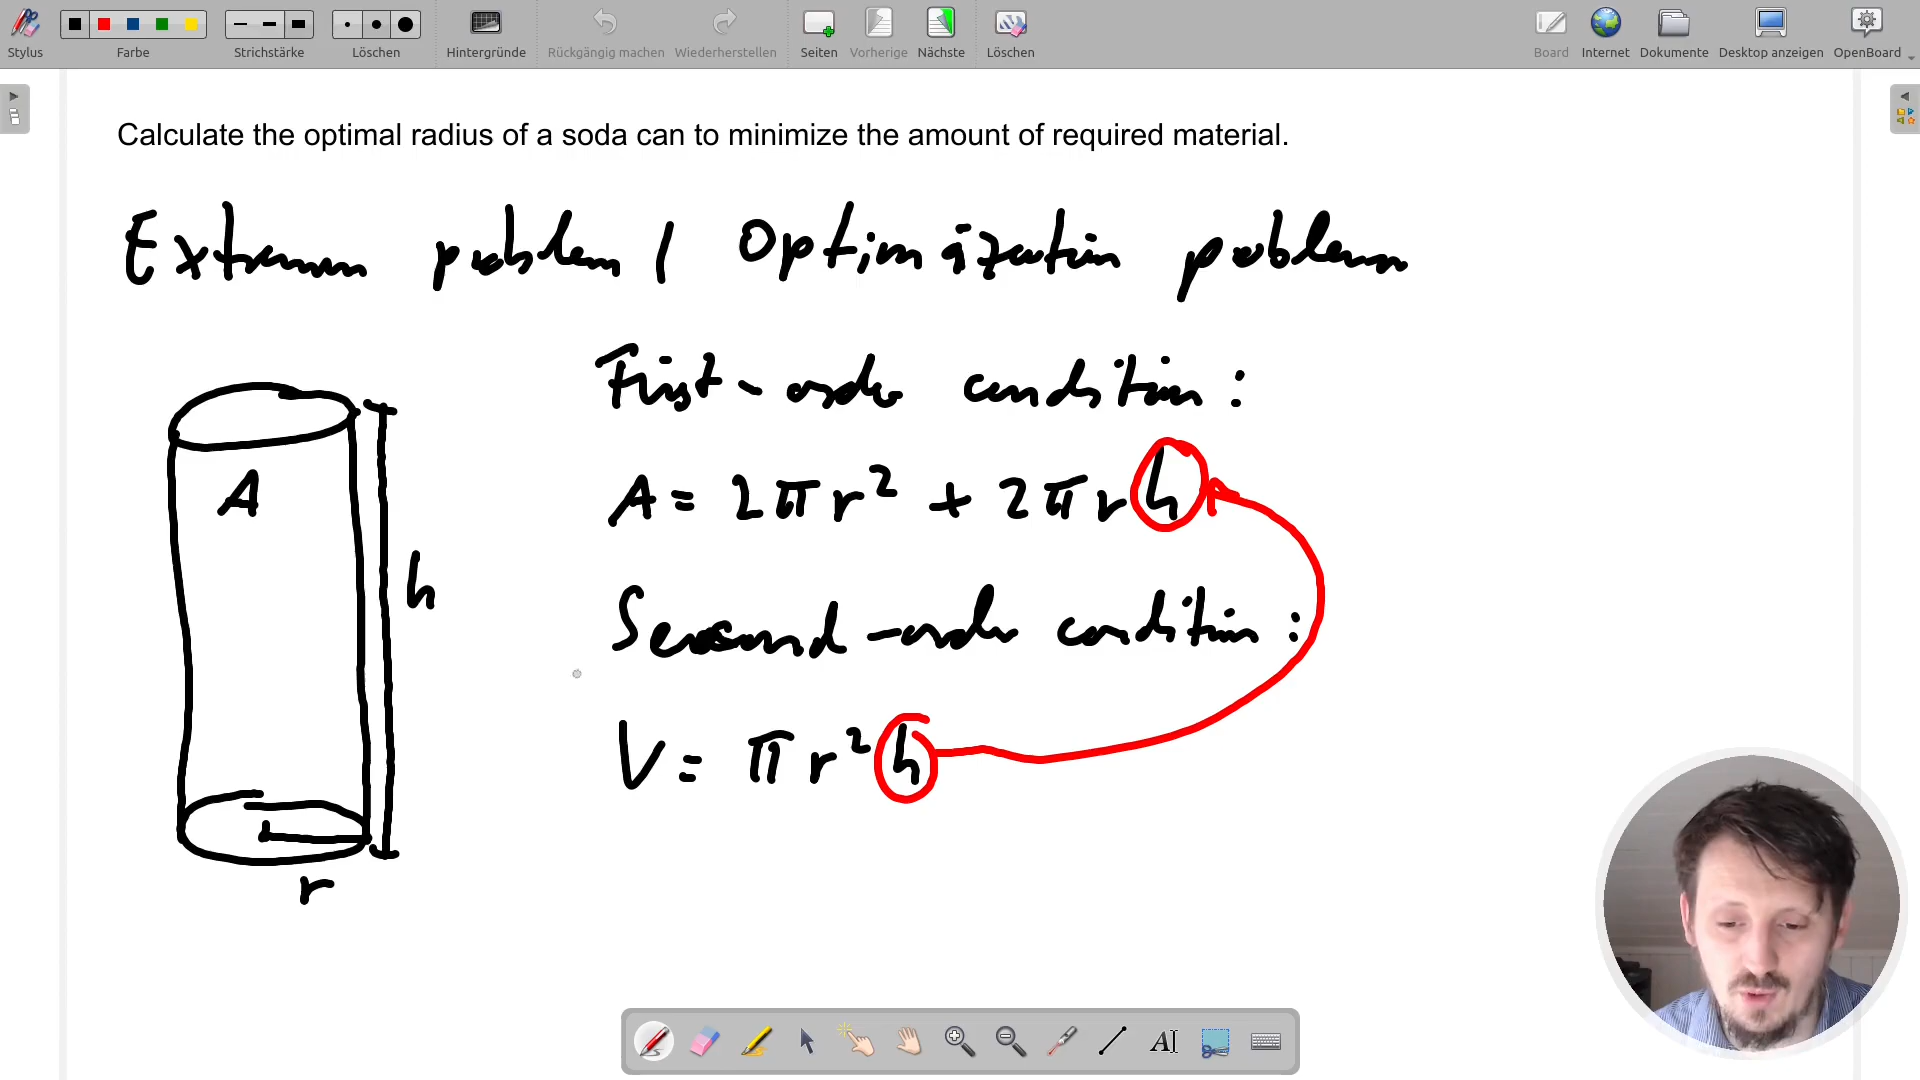 Stylus Farbe Strichstärke Löschen Hintergründe Rückgängig machen Wiederherstellen Seiten Vorherige Nächste Löschen Board Internet Dokumente Desktop anzeigen OpenBoard
Calculate the optimal radius of a soda can to minimize the amount of required material.
Extremum problem / Optimization problem
First-order condition:
A
A = 2πr² + 2πrh
h
Second-order condition:
V = πr²h
r
AI